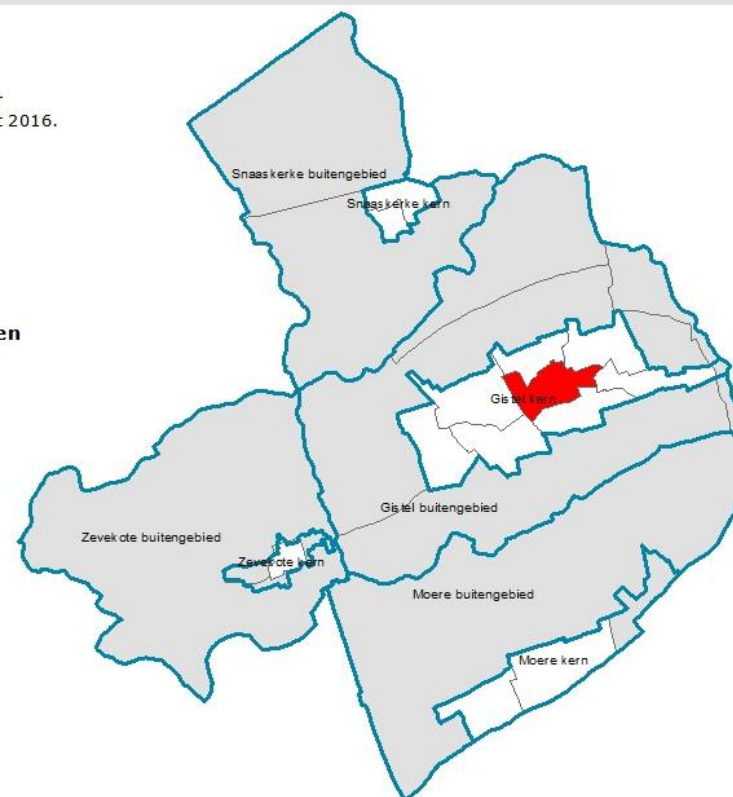 2016.
en
Snaaskerke buitengebied
Snaaskerke kern
Gistel kern
Gistel buitengebied
Zevekote buitengebied
Zevekote kern
Moere buitengebied
Moere kern